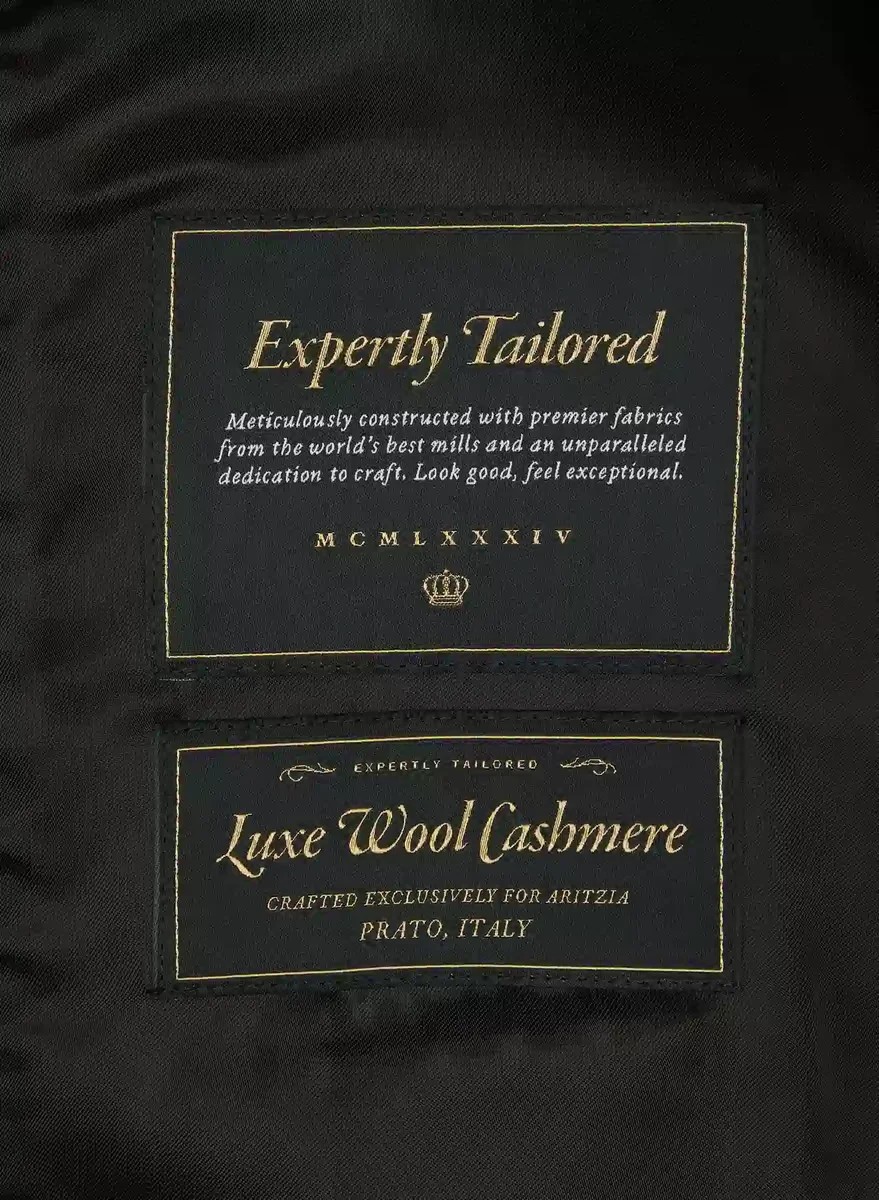 Expertly Tailored
Meticulously constructed with premier fabrics
from the world's best mills and an unparalleled
dedication to craft. Look good, feel exceptional.
MCMLXXXIV
EXPERTLY TAILORED
Luxe Wool Cashmere
CRAFTED EXCLUSIVELY FOR ARITZIA
PRATO, ITALY